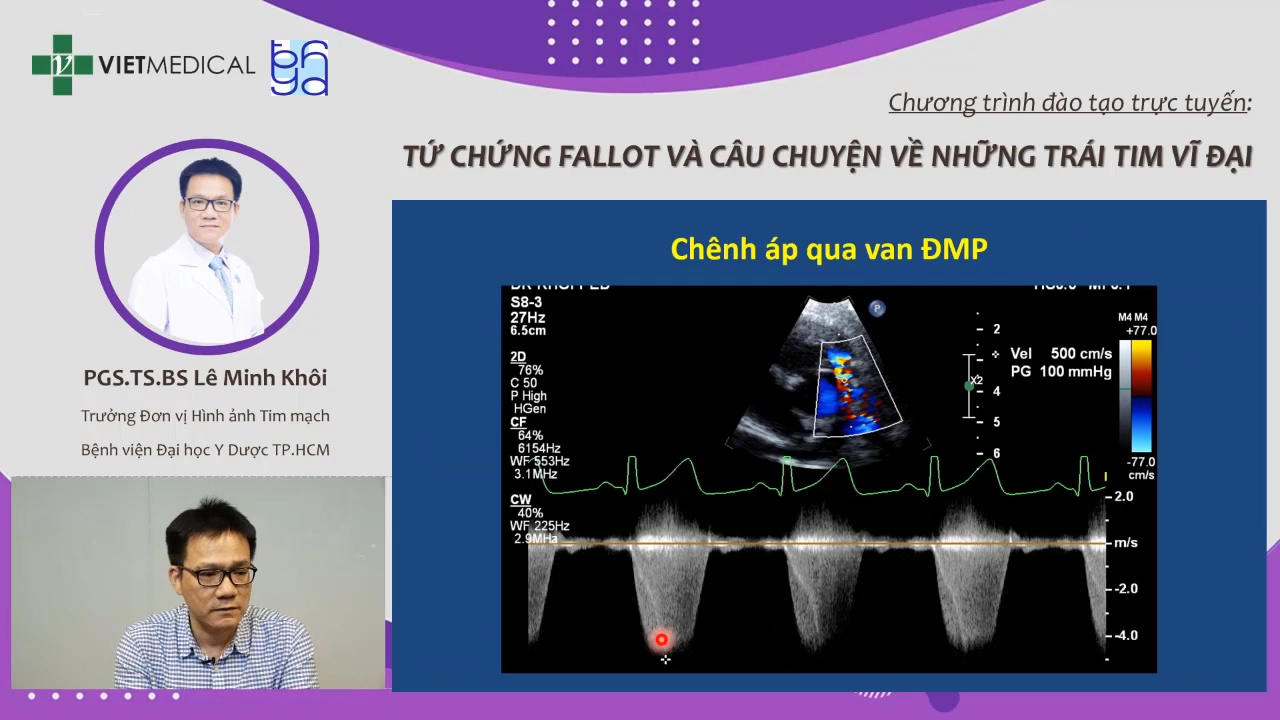 VIETMEDICAL
Chương trình đào tạo trực tuyến:
TỨ CHỨNG FALLOT VÀ CÂU CHUYỆN VỀ NHỮNG TRÁI TIM VĨ ĐẠI
PGS.TS.BS Lê Minh Khôi
Trưởng Đơn vị Hình ảnh Tim mạch
Bệnh viện Đại học Y Dược TP.HCM
Chênh áp qua van ĐMP
S8-3
27Hz
6.5cm
2D
76%
C 50
P High
HGen
CF
64%
6154Hz
WF 553Hz
3.1MHz
CW
40%
WF 225Hz
2.9MHz
P
2
4
5
6
X2
Vel 500 cm/s
PG 100 mmHg
M4 M4
+77.0
-77.0
cm/s
2.0
m/s
-2.0
-4.0